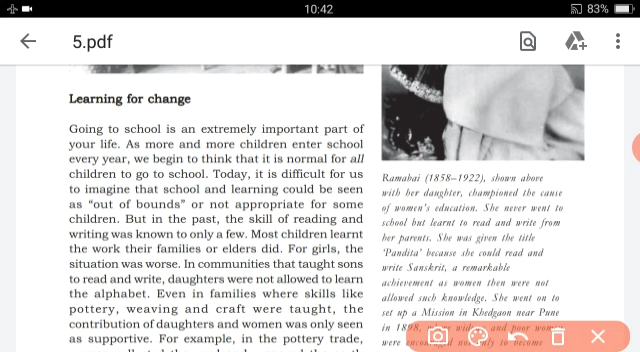 10:42
83%
5.pdf
Learning for change
Going to school is an extremely important part of
your life. As more and more children enter school
every year, we begin to think that it is normal for all
children to go to school. Today, it is difficult for us
to imagine that school and learning could be seen
as “out of bounds” or not appropriate for some
children. But in the past, the skill of reading and
writing was known to only a few. Most children learnt
the work their families or elders did. For girls, the
situation was worse. In communities that taught sons
to read and write, daughters were not allowed to learn
the alphabet. Even in families where skills like
pottery, weaving and craft were taught, the
contribution of daughters and women was only seen
as supportive. For example, in the pottery trade,
Ramabai (1858–1922), shown above
with her daughter, championed the cause
of women’s education. She never went to
school but learnt to read and write from
her parents. She was given the title
‘Pandita’ because she could read and
write Sanskrit, a remarkable
achievement as women then were not
allowed such knowledge. She went on to
set up a Mission in Khedgaon near Pune
in 1898, where widows and poor women
were encouraged not only to become